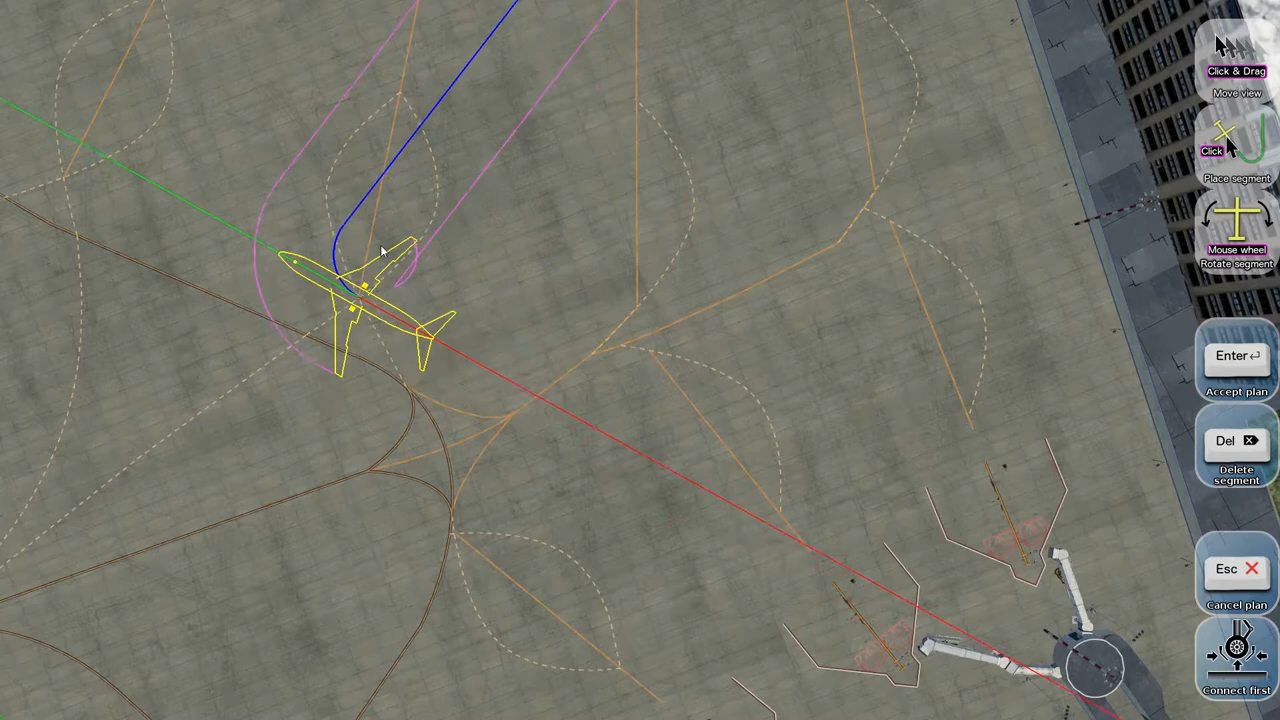 Click & Drag
Move view
Click
Place segment
Mouse wheel
Rotate segment
Enter
Accept plan
Del
Delete
segment
Esc
Cancel plan
Connect first